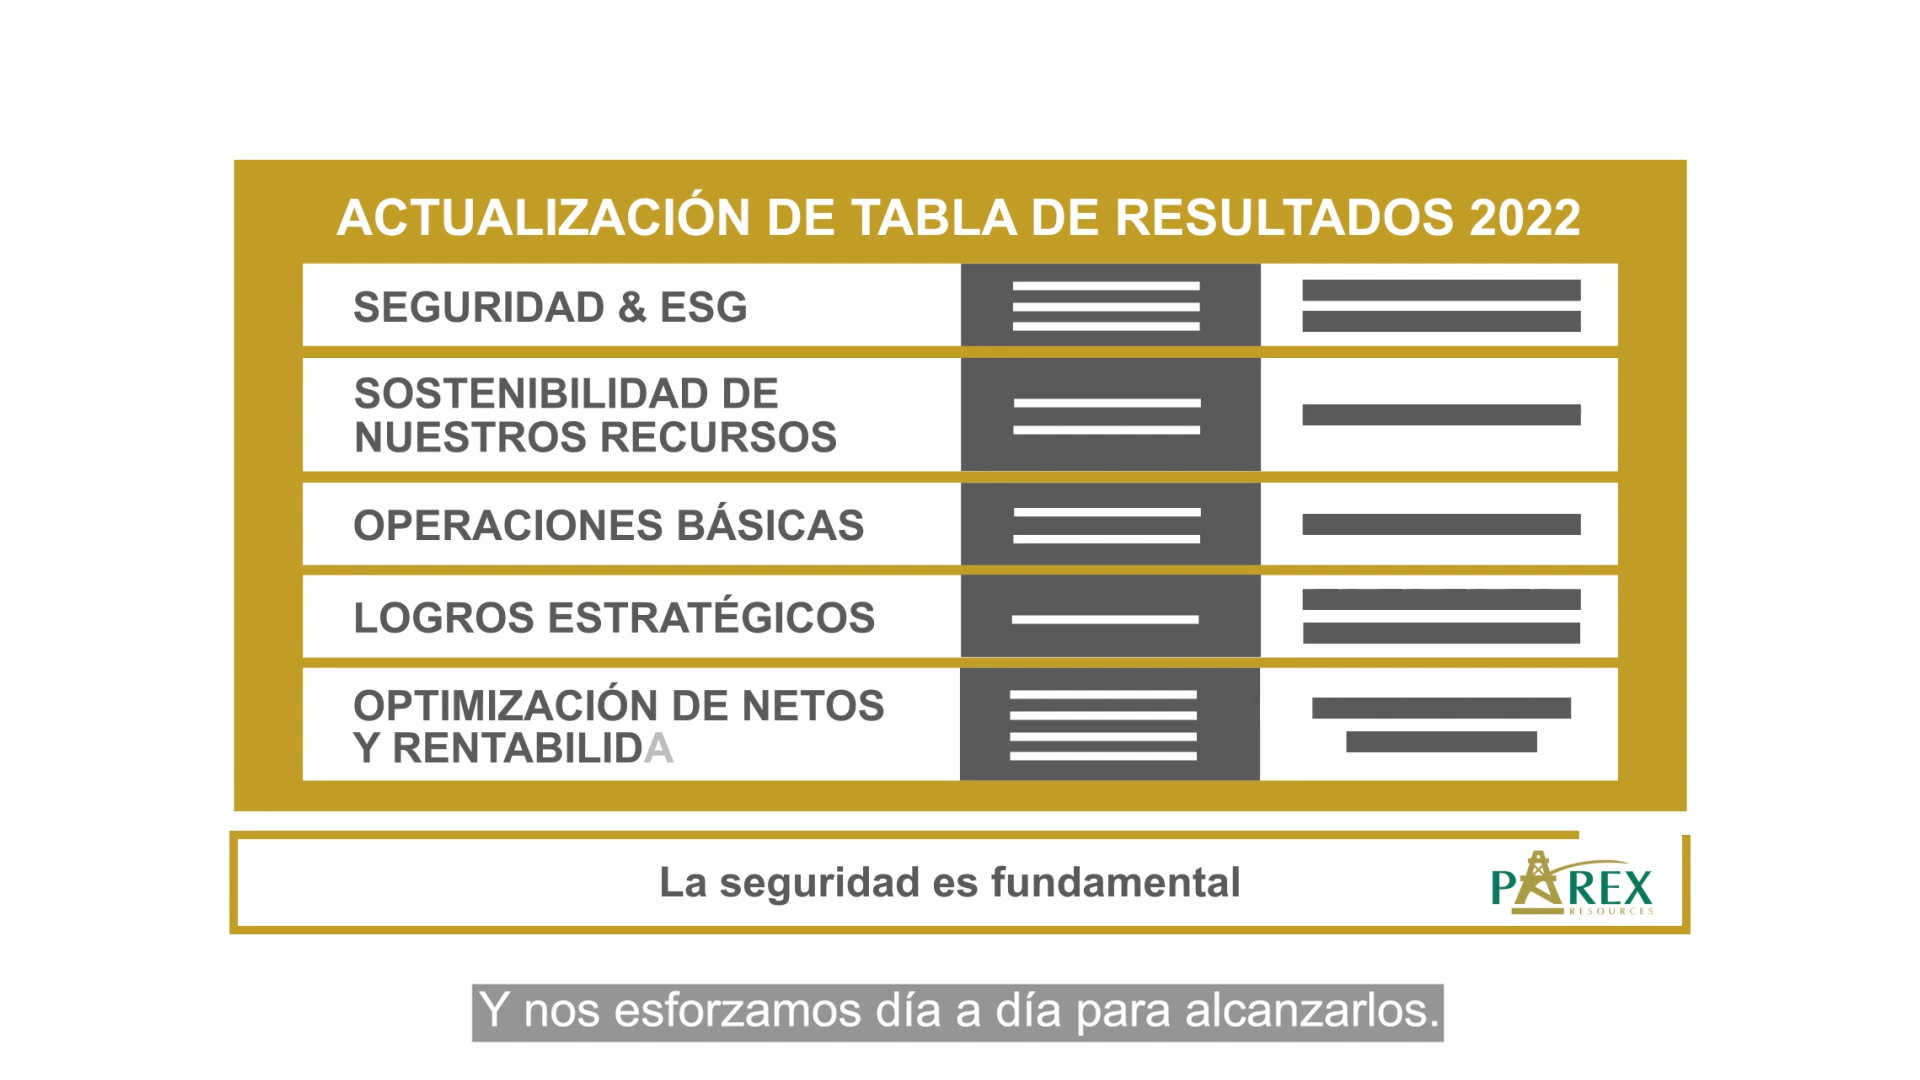 ACTUALIZACIÓN DE TABLA DE RESULTADOS 2022
SEGURIDAD & ESG
SOSTENIBILIDAD DE
NUESTROS RECURSOS
OPERACIONES BÁSICAS
LOGROS ESTRATÉGICOS
OPTIMIZACIÓN DE NETOS
Y RENTABILIDA
La seguridad es fundamental
PAREX
RESOURCES
Y nos esforzamos día a día para alcanzarlos.